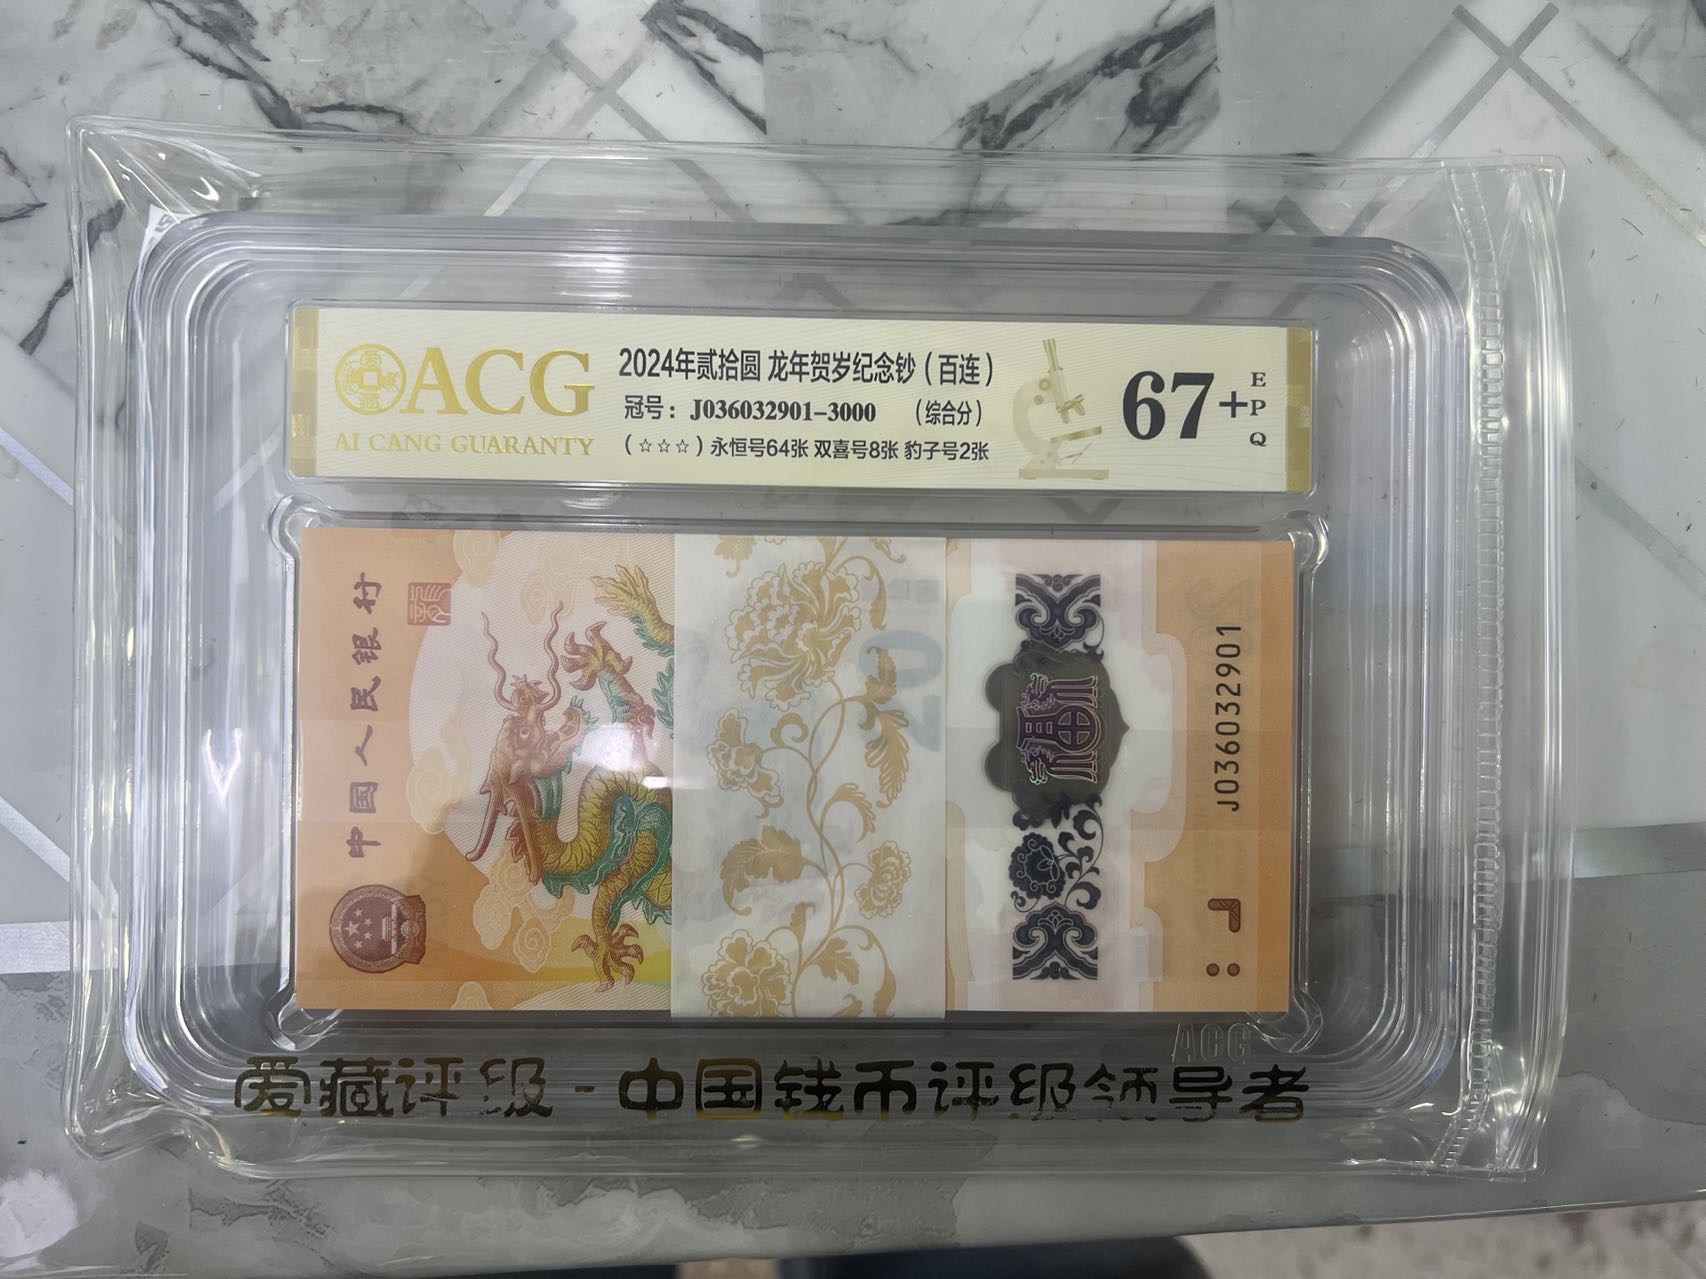 ACG
AI CANG GUARANTY
2024年贰拾圆 龙年贺岁纪念钞（百连）
冠号：J036032901-3000 （综合分）
（☆☆☆）永恒号64张 双喜号8张 豹子号2张
67+
EPQ
中国人民银行
20
福
J036032901
ACG
爱藏评级-中国钱币评级领导者